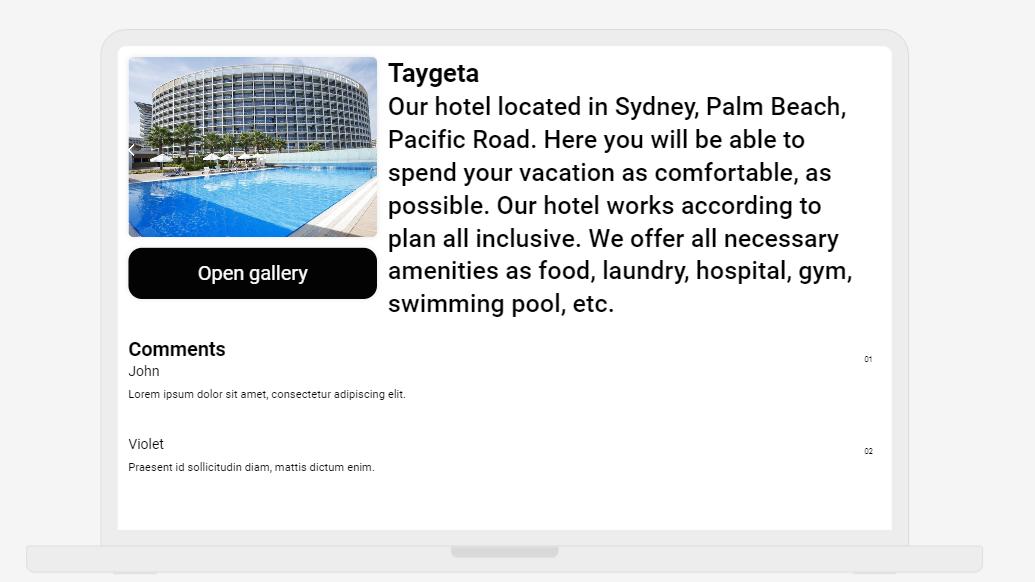 Taygeta
Our hotel located in Sydney, Palm Beach,
Pacific Road. Here you will be able to
spend your vacation as comfortable, as
possible. Our hotel works according to
plan all inclusive. We offer all necessary
amenities as food, laundry, hospital, gym,
swimming pool, etc.
Open gallery
Comments
01
John
Lorem ipsum dolor sit amet, consectetur adipiscing elit.
Violet
02
Praesent id sollicitudin diam, mattis dictum enim.